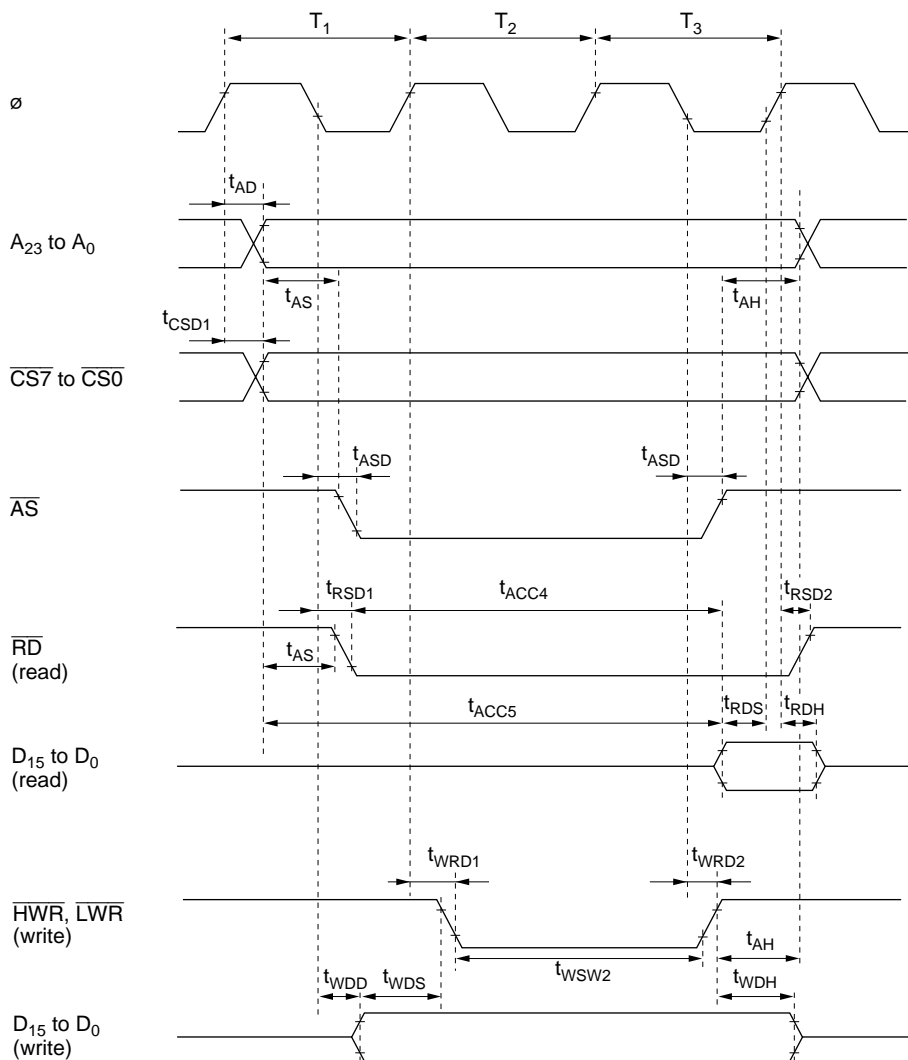 T1 T2 T3
ø
tAD
A23 to A0
tAS tAH
tCSD1
CS7 to CS0
tASD tASD
AS
tRSD1 tACC4 tRSD2
RD
(read)
tAS
tACC5 tRDS tRDH
D15 to D0
(read)
tWRD1 tWRD2
HWR, LWR
(write)
tAH
tWSW2
tWDD tWDS tWDH
D15 to D0
(write)